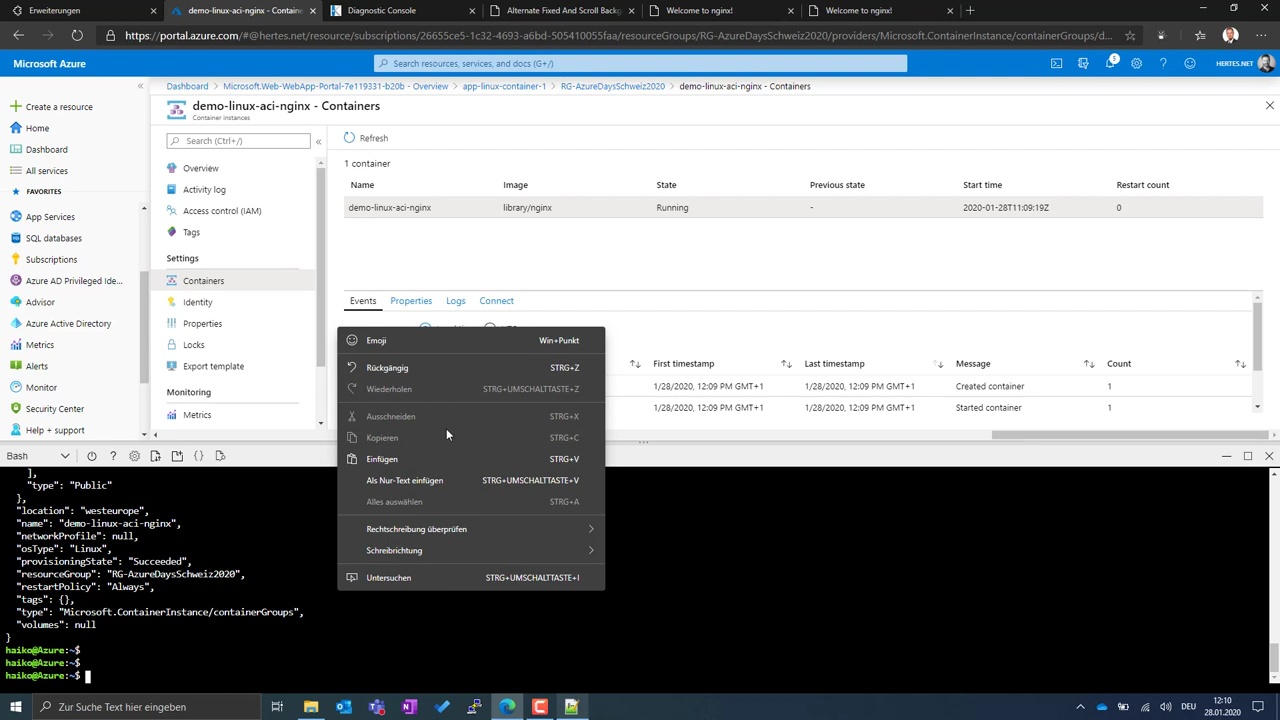 Erweiterungen
demo-linux-aci-nginx - Containe
Diagnostic Console
Alternate Fixed And Scroll Backg
Welcome to nginx!
Welcome to nginx!
https://portal.azure.com/#@hertes.net/resource/subscriptions/26655ce5-1c32-4693-a6bd-505410055faa/resourceGroups/RG-AzureDaysSchweiz2020/providers/Microsoft.ContainerInstance/containerGroups/d...
Microsoft Azure
Search resources, services, and docs (G+/)
5
HERTES.NET
Dashboard > Microsoft.Web-WebApp-Portal-7e119331-b20b - Overview > app-linux-container-1 > RG-AzureDaysSchweiz2020 > demo-linux-aci-nginx - Containers
demo-linux-aci-nginx - Containers
Container instances
Create a resource
Home
Dashboard
All services
FAVORITES
App Services
SQL databases
Subscriptions
Azure AD Privileged Ide...
Advisor
Azure Active Directory
Metrics
Alerts
Monitor
Security Center
Help + support
Search (Ctrl+/)
Overview
Activity log
Access control (IAM)
Tags
Settings
Containers
Identity
Properties
Locks
Export template
Monitoring
Metrics
Refresh
1 container
Name Image State Previous state Start time Restart count
demo-linux-aci-nginx library/nginx Running - 2020-01-28T11:09:19Z 0
Events Properties Logs Connect
First timestamp Last timestamp Message Count
1/28/2020, 12:09 PM GMT+1 1/28/2020, 12:09 PM GMT+1 Created container 1
1/28/2020, 12:09 PM GMT+1 1/28/2020, 12:09 PM GMT+1 Started container 1
Emoji Win+Punkt
Rückgängig STRG+Z
Wiederholen STRG+UMSCHALTTASTE+Z
Ausschneiden STRG+X
Kopieren STRG+C
Einfügen STRG+V
Als Nur-Text einfügen STRG+UMSCHALTTASTE+V
Alles auswählen STRG+A
Rechtschreibung überprüfen
Schreibrichtung
Untersuchen STRG+UMSCHALTTASTE+I
Bash
],
"type": "Public"
},
"location": "westeurope",
"name": "demo-linux-aci-nginx",
"networkProfile": null,
"osType": "Linux",
"provisioningState": "Succeeded",
"resourceGroup": "RG-AzureDaysSchweiz2020",
"restartPolicy": "Always",
"tags": {},
"type": "Microsoft.ContainerInstance/containerGroups",
"volumes": null
}
haiko@Azure:~$
haiko@Azure:~$
haiko@Azure:~$
Zur Suche Text hier eingeben
DEU
12:10
28.01.2020